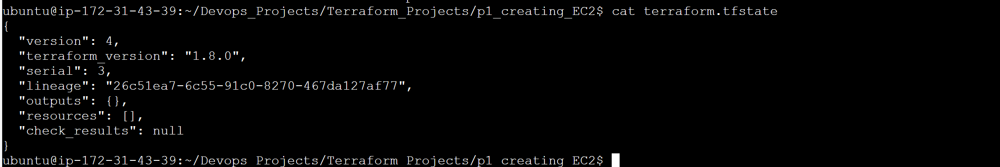 ubuntu@ip-172-31-43-39:~/Devops_Projects/Terraform_Projects/p1_creating_EC2$ cat terraform.tfstate
{
  "version": 4,
  "terraform_version": "1.8.0",
  "serial": 3,
  "lineage": "26c51ea7-6c55-91c0-8270-467da127af77",
  "outputs": {},
  "resources": [],
  "check_results": null
}
ubuntu@ip-172-31-43-39:~/Devops Projects/Terraform Projects/p1 creating EC2$